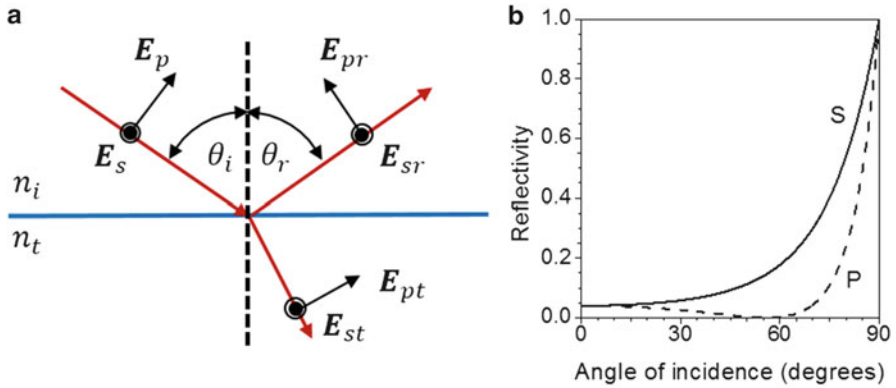 a
E_p
E_pr
E_s
θ_i
θ_r
E_sr
n_i
n_t
E_pt
E_st
b
1.0
0.8
0.6
0.4
0.2
0.0
Reflectivity
S
P
0 30 60 90
Angle of incidence (degrees)